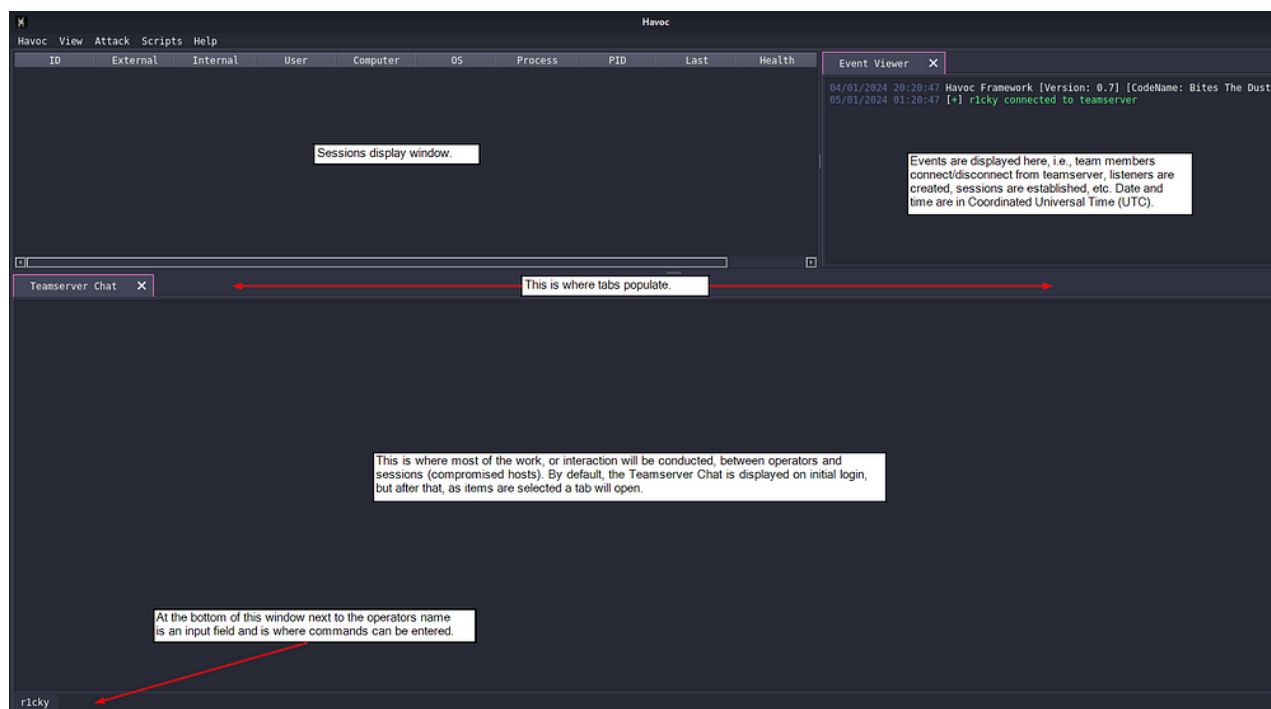 Havoc
Havoc View Attack Scripts Help
ID External Internal User Computer OS Process PID Last Health
Event Viewer
04/01/2024 20:20:47 Havoc Framework [Version: 0.7] [CodeName: Bites The Dust
05/01/2024 01:20:47 [+] r1cky connected to teamserver
Sessions display window.
Events are displayed here, i.e., team members
connect/disconnect from teamserver, listeners are
created, sessions are established, etc. Date and
time are in Coordinated Universal Time (UTC).
Teamserver Chat
This is where tabs populate.
This is where most of the work, or interaction will be conducted, between operators and
sessions (compromised hosts). By default, the Teamserver Chat is displayed on initial login,
but after that, as items are selected a tab will open.
At the bottom of this window next to the operators name
is an input field and is where commands can be entered.
r1cky